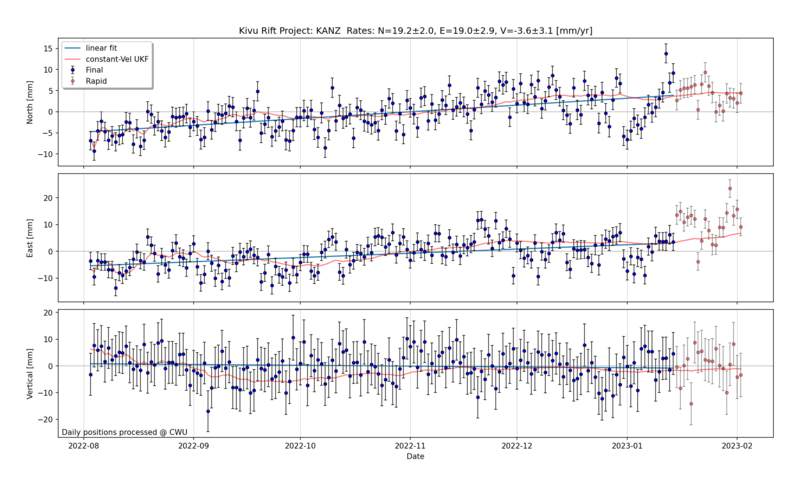 Kivu Rift Project: KANZ Rates: N=19.2±2.0, E=19.0±2.9, V=-3.6±3.1 [mm/yr]
linear fit
constant-Vel UKF
Final
Rapid
North [mm]
15
10
5
0
−5
−10
East [mm]
20
10
0
−10
Vertical [mm]
20
10
0
−10
−20
Daily positions processed @ CWU
2022-08
2022-09
2022-10
2022-11
2022-12
2023-01
2023-02
Date